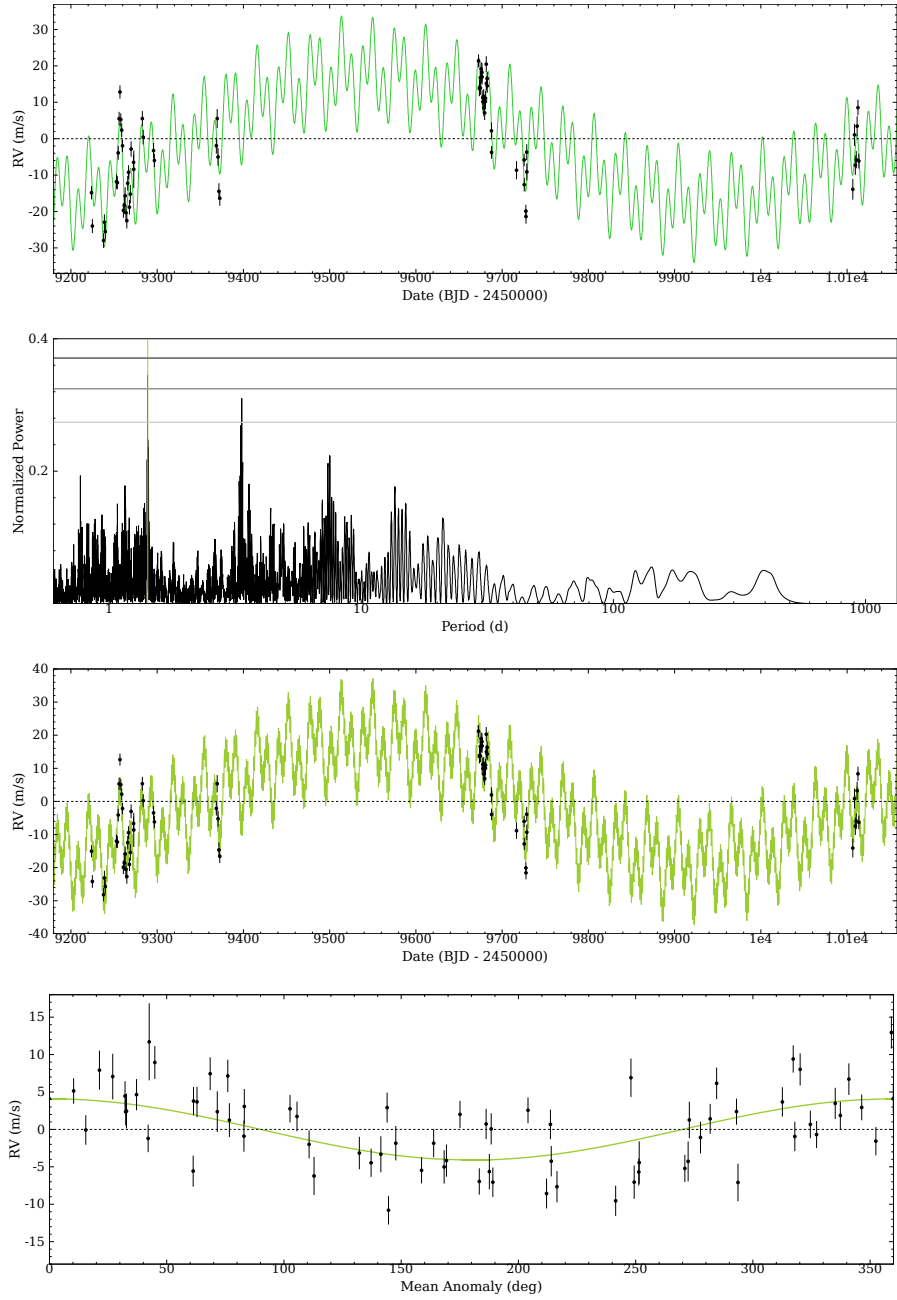 30
20
10
0
-10
-20
-30
RV (m/s)
9200 9300 9400 9500 9600 9700 9800 9900 1e4 1.01e4
Date (BJD - 2450000)
0.4
0.2
Normalized Power
1 10 100 1000
Period (d)
40
30
20
10
0
-10
-20
-30
-40
RV (m/s)
9200 9300 9400 9500 9600 9700 9800 9900 1e4 1.01e4
Date (BJD - 2450000)
15
10
5
0
-5
-10
-15
RV (m/s)
0 50 100 150 200 250 300 350
Mean Anomaly (deg)